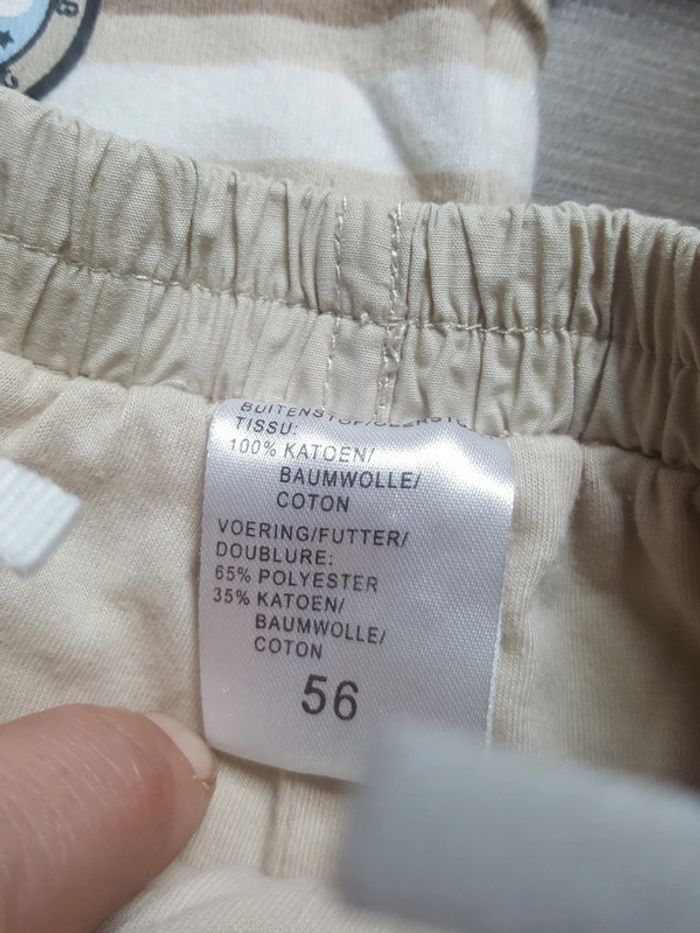 TISSU:
100% KATOEN/
BAUMWOLLE/
COTON
VOERING/FUTTER/
DOUBLURE:
65% POLYESTER
35% KATOEN/
BAUMWOLLE/
COTON
56